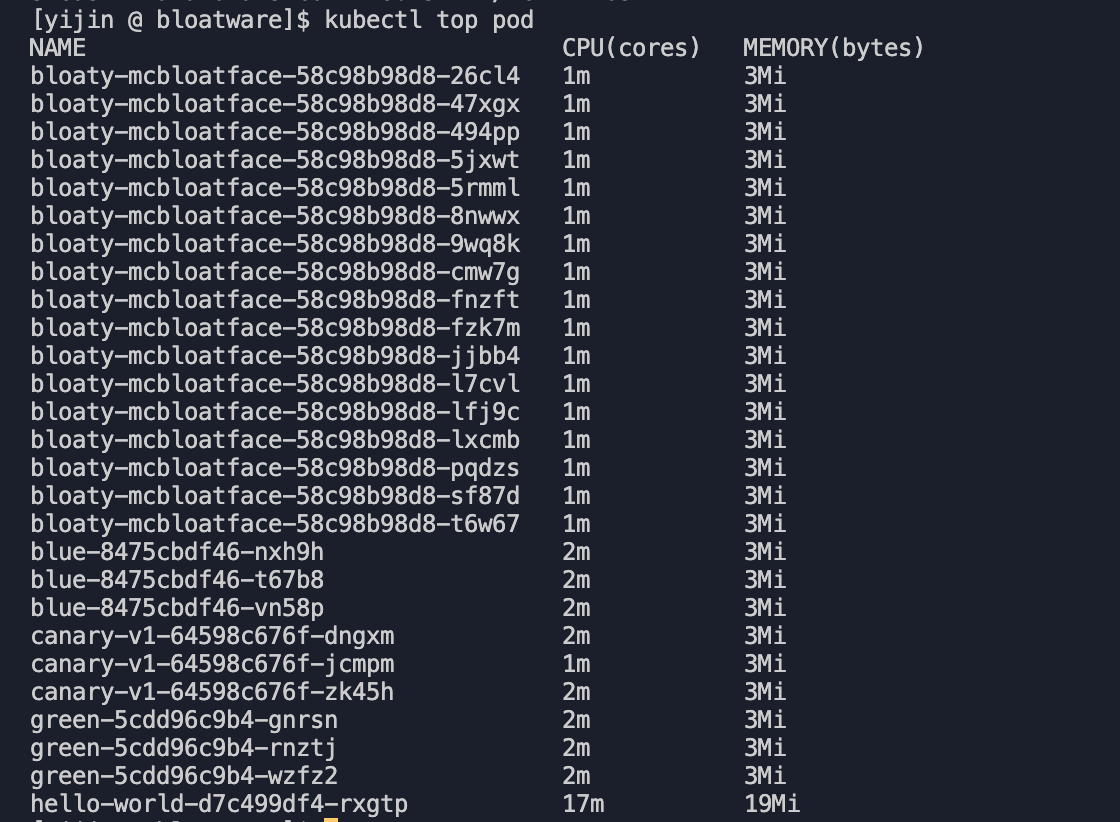 [yijin @ bloatware]$ kubectl top pod
NAME CPU(cores) MEMORY(bytes)
bloaty-mcbloatface-58c98b98d8-26cl4 1m 3Mi
bloaty-mcbloatface-58c98b98d8-47xgx 1m 3Mi
bloaty-mcbloatface-58c98b98d8-494pp 1m 3Mi
bloaty-mcbloatface-58c98b98d8-5jxwt 1m 3Mi
bloaty-mcbloatface-58c98b98d8-5rmml 1m 3Mi
bloaty-mcbloatface-58c98b98d8-8nwwx 1m 3Mi
bloaty-mcbloatface-58c98b98d8-9wq8k 1m 3Mi
bloaty-mcbloatface-58c98b98d8-cmw7g 1m 3Mi
bloaty-mcbloatface-58c98b98d8-fnzft 1m 3Mi
bloaty-mcbloatface-58c98b98d8-fzk7m 1m 3Mi
bloaty-mcbloatface-58c98b98d8-jjbb4 1m 3Mi
bloaty-mcbloatface-58c98b98d8-l7cvl 1m 3Mi
bloaty-mcbloatface-58c98b98d8-lfj9c 1m 3Mi
bloaty-mcbloatface-58c98b98d8-lxcmb 1m 3Mi
bloaty-mcbloatface-58c98b98d8-pqdzs 1m 3Mi
bloaty-mcbloatface-58c98b98d8-sf87d 1m 3Mi
bloaty-mcbloatface-58c98b98d8-t6w67 1m 3Mi
blue-8475cbdf46-nxh9h 2m 3Mi
blue-8475cbdf46-t67b8 2m 3Mi
blue-8475cbdf46-vn58p 2m 3Mi
canary-v1-64598c676f-dngxm 2m 3Mi
canary-v1-64598c676f-jcmpm 1m 3Mi
canary-v1-64598c676f-zk45h 2m 3Mi
green-5cdd96c9b4-gnrsn 2m 3Mi
green-5cdd96c9b4-rnztj 2m 3Mi
green-5cdd96c9b4-wzfz2 2m 3Mi
hello-world-d7c499df4-rxgtp 17m 19Mi